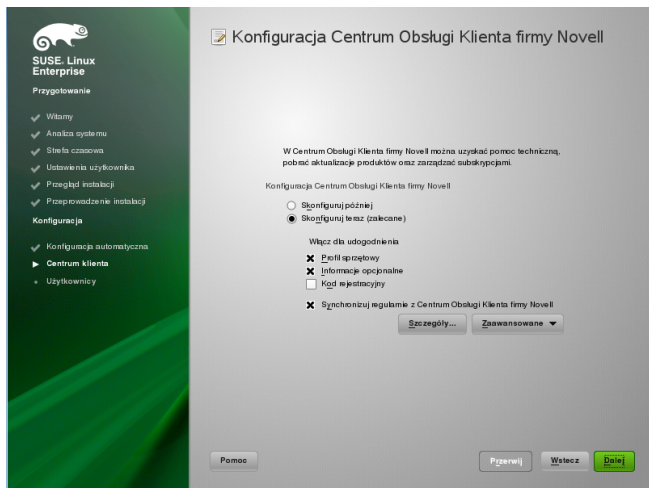 SUSE. Linux
Enterprise
Przygotowanie
Witamy
Analiza systemu
Strefa czasowa
Ustawienia użytkownika
Przegląd instalacji
Przeprowadzenie instalacji
Konfiguracja
Konfiguracja automatyczna
Centrum klienta
Użytkownicy
Konfiguracja Centrum Obsługi Klienta firmy Novell
W Centrum Obsługi Klienta firmy Novell można uzyskać pomoc techniczną,
pobrać aktualizacje produktów oraz zarządzać subskrypcjami.
Konfiguracja Centrum Obsługi Klienta firmy Novell
Skonfiguruj później
Skonfiguruj teraz (zalecane)
Włącz dla udogodnienia
Profil sprzętowy
Informacje opcjonalne
Kod rejestracyjny
Synchronizuj regularnie z Centrum Obsługi Klienta firmy Novell
Szczegóły... Zaawansowane
Pomoc Przerwij Wstecz Dalej